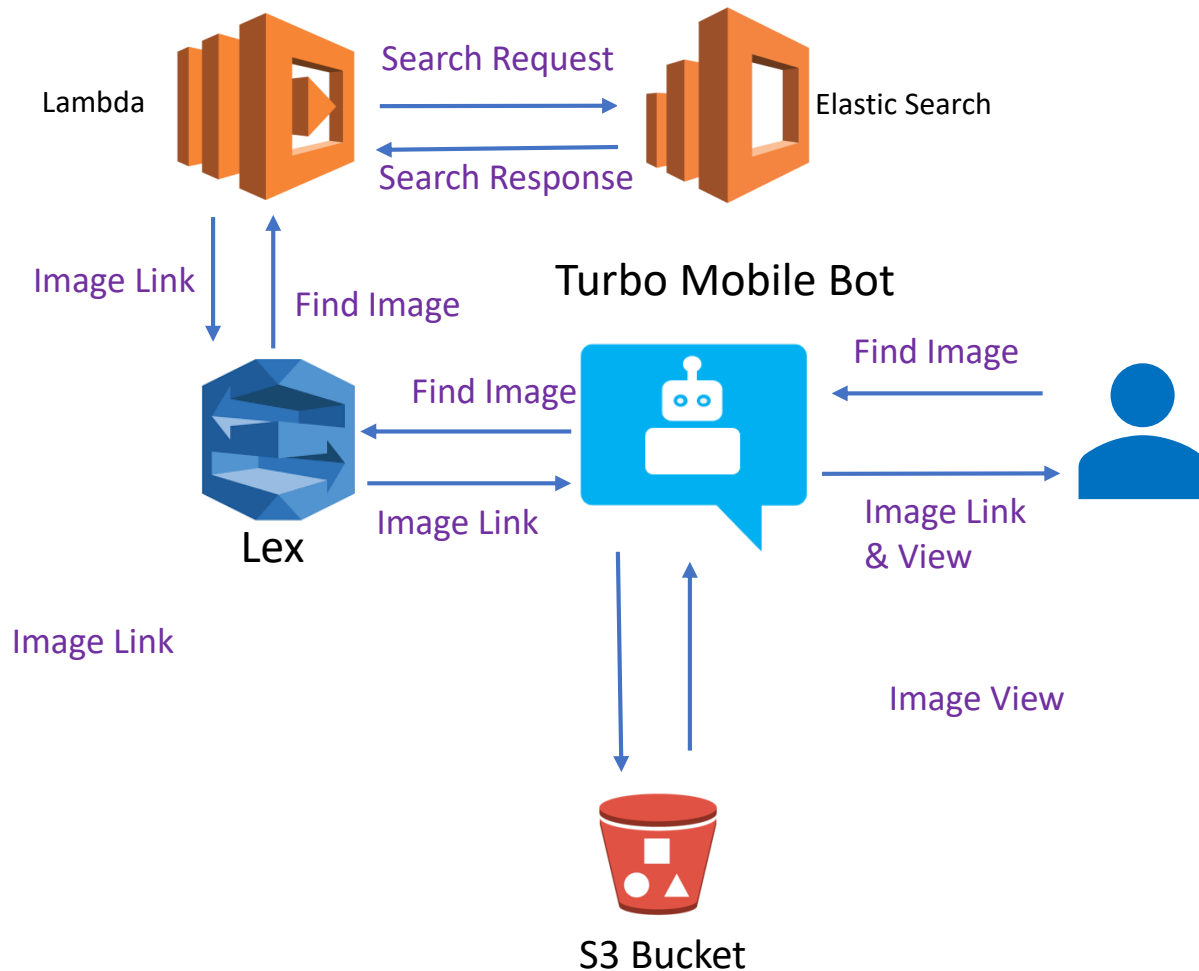 Search Request
Lambda
Elastic Search
Search Response
Image Link
Find Image
Turbo Mobile Bot
Find Image
Find Image
Image Link
Image Link
& View
Lex
Image Link
Image View
S3 Bucket